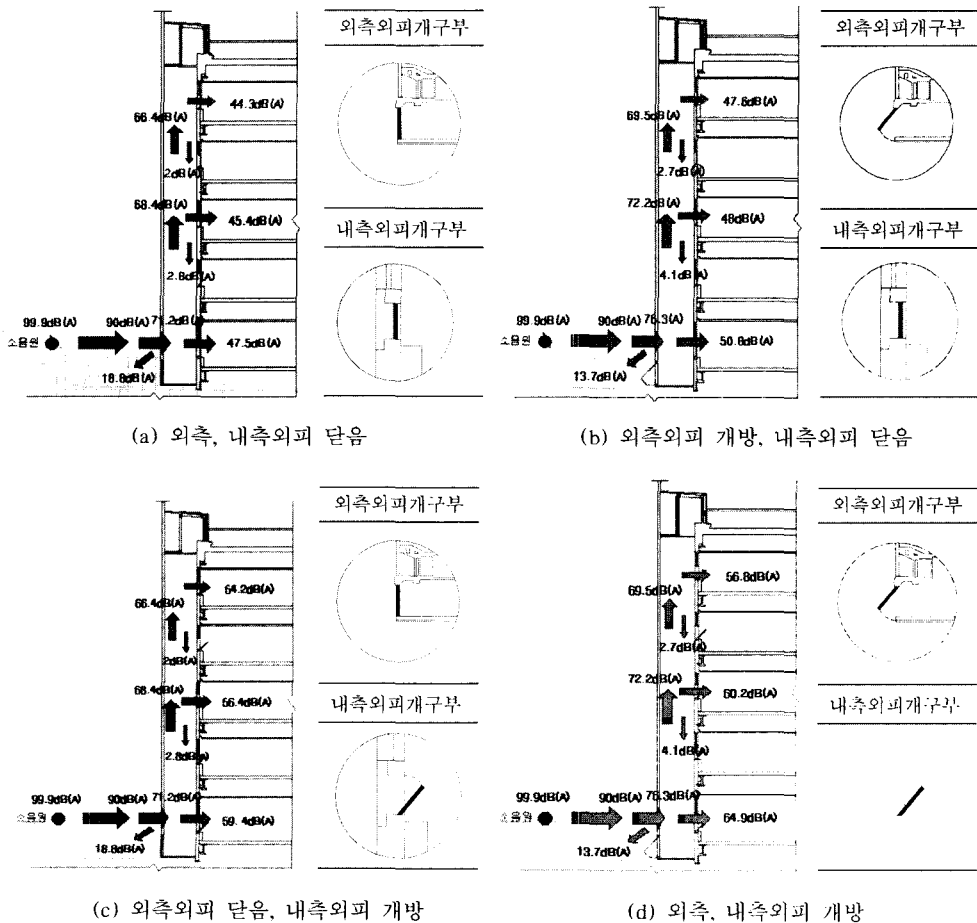 외측외피개구부
44.3dB(A)
66.4dB(A)
2dB(A)
68.4dB(A)
45.4dB(A)
내측외피개구부
2.8dB(A)
99.9dB(A)
90dB(A)
71.2dB(A)
소음원
47.5dB(A)
18.8dB(A)
(a) 외측, 내측외피 닫음
외측외피개구부
47.6dB(A)
69.5dB(A)
2.7dB(A)
72.2dB(A)
48dB(A)
내측외피개구부
4.1dB(A)
99.9dB(A)
90dB(A)
76.3(A)
소음원
50.8dB(A)
13.7dB(A)
(b) 외측외피 개방, 내측외피 닫음
외측외피개구부
54.2dB(A)
66.4dB(A)
2dB(A)
68.4dB(A)
56.4dB(A)
내측외피개구부
2.8dB(A)
99.9dB(A)
90dB(A)
71.2dB(A)
소음원
59.4dB(A)
18.8dB(A)
(c) 외측외피 닫음, 내측외피 개방
외측외피개구부
56.8dB(A)
69.5dB(A)
2.7dB(A)
72.2dB(A)
60.2dB(A)
내측외피개구부
4.1dB(A)
99.9dB(A)
90dB(A)
76.3dB(A)
소음원
64.9dB(A)
13.7dB(A)
(d) 외측, 내측외피 개방